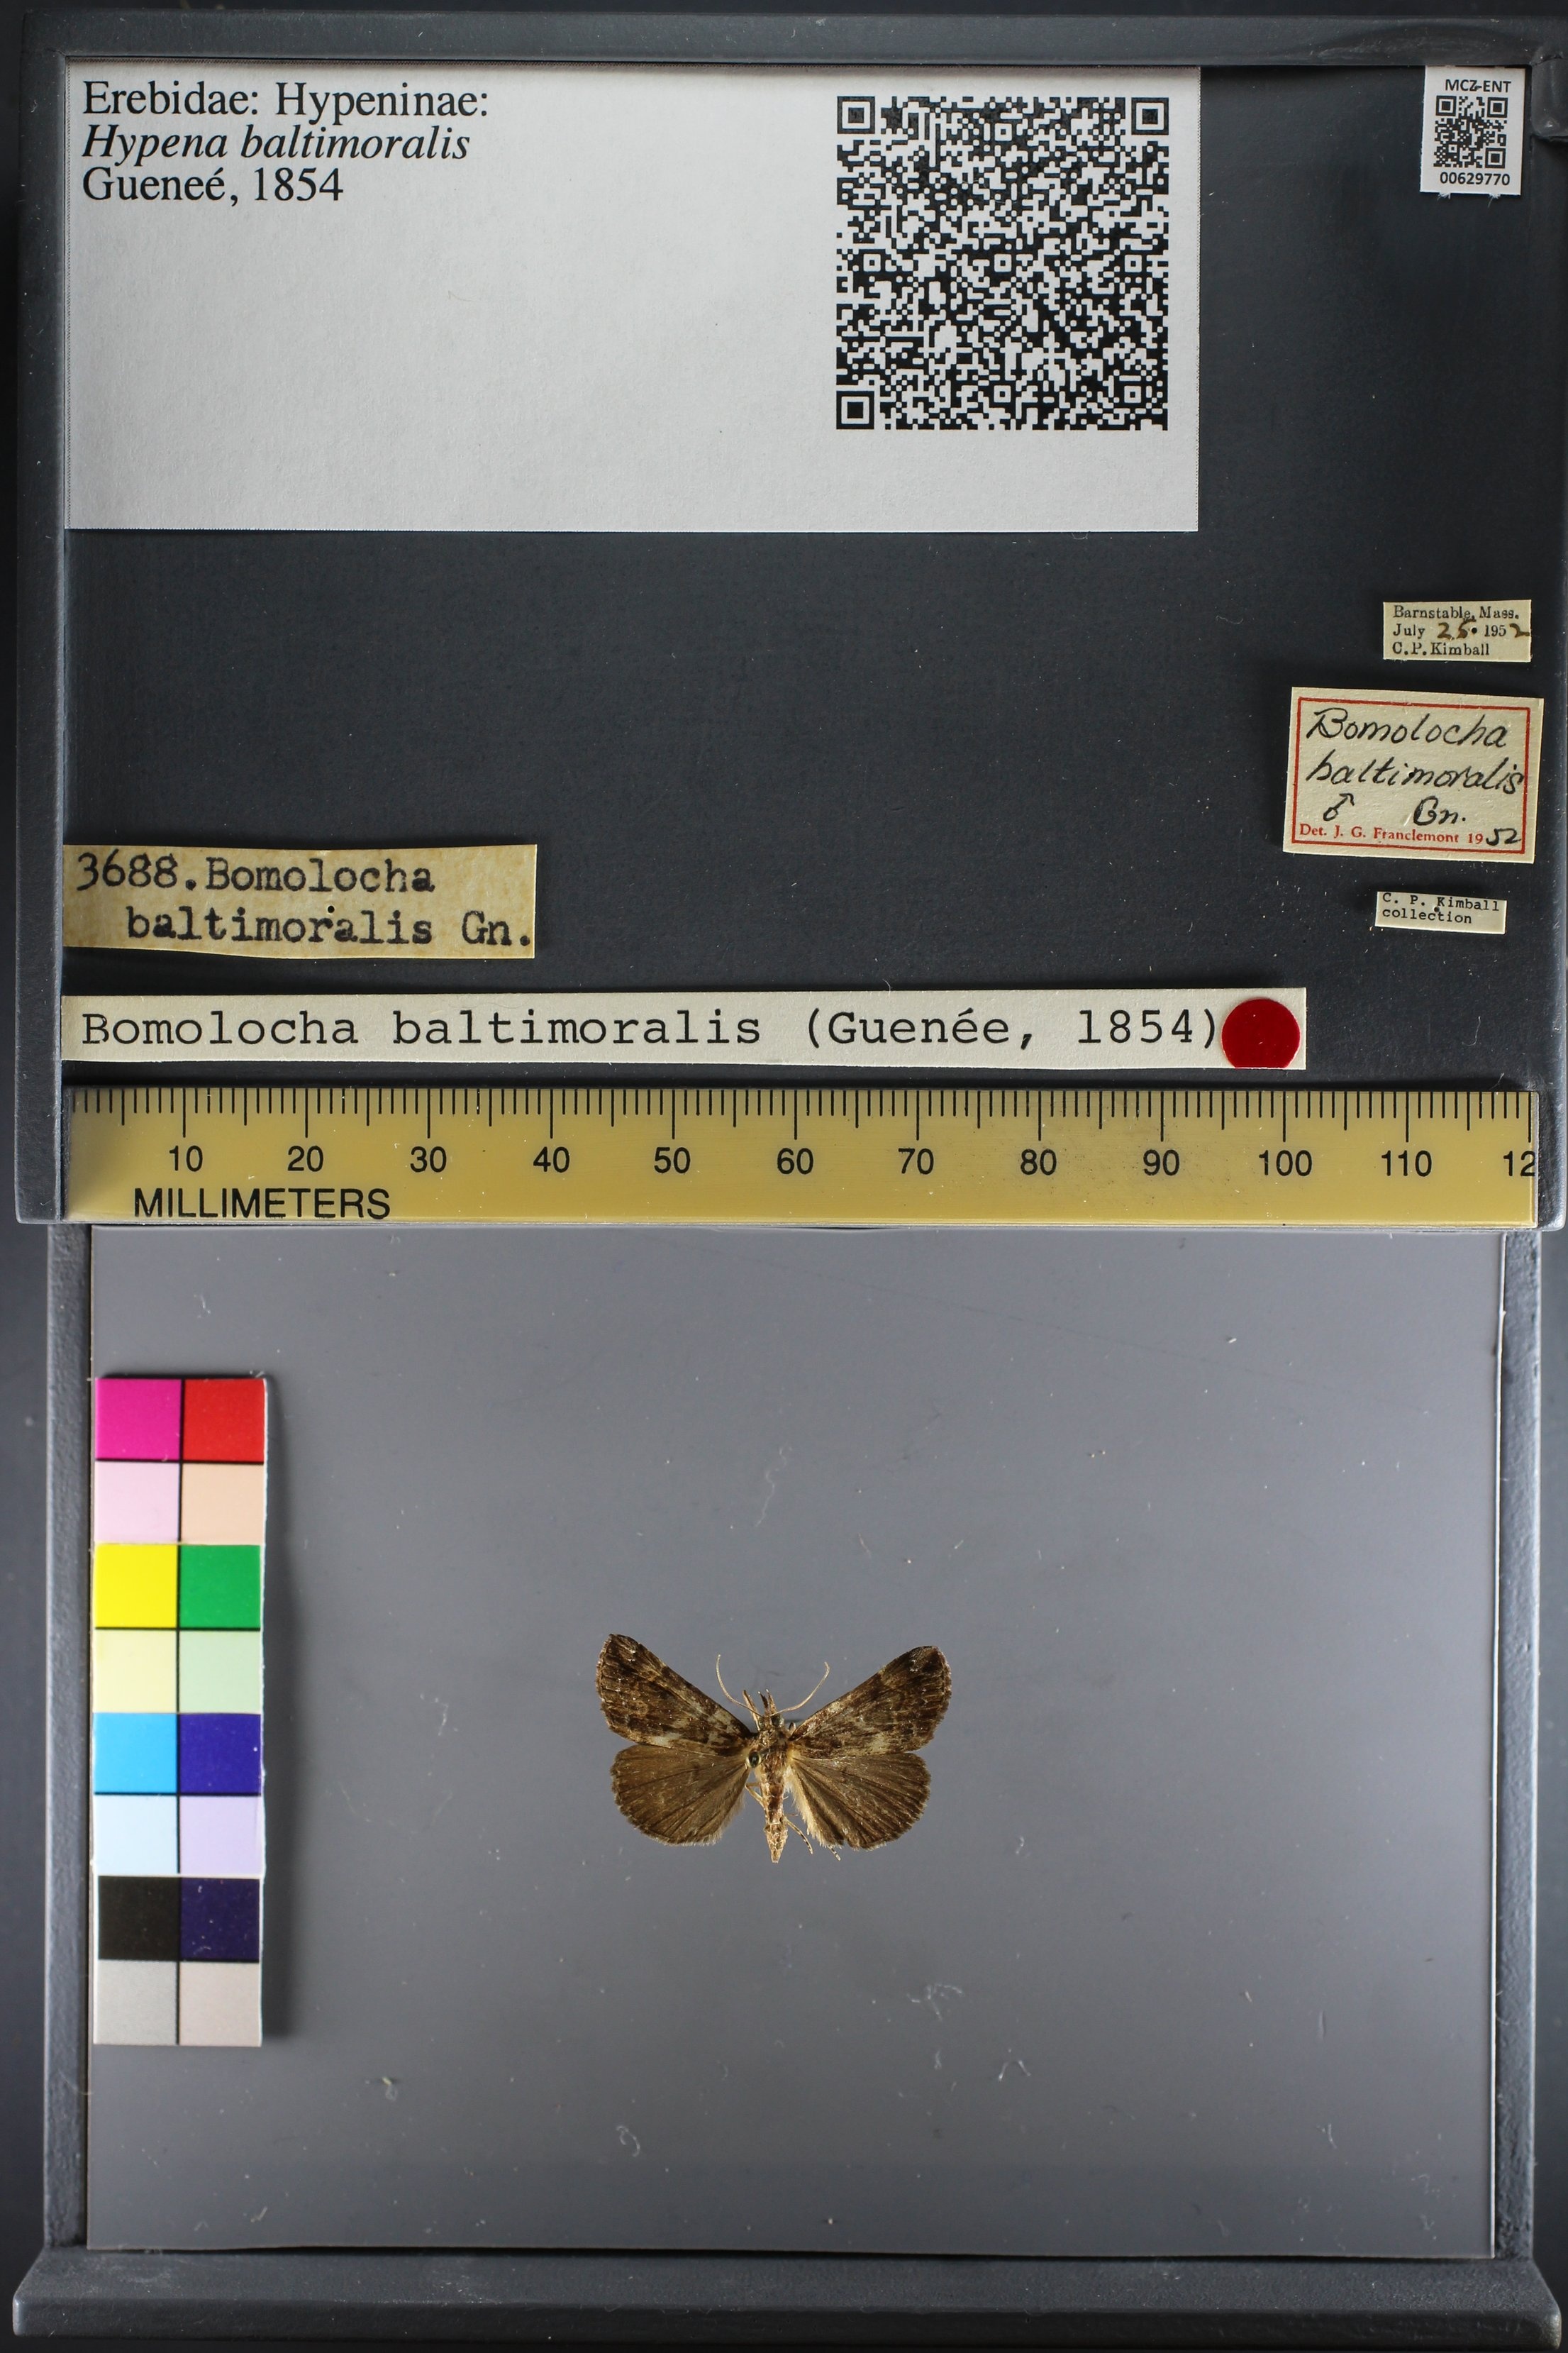 Erebidae: Hypeninae:
Hypena baltimoralis
Gueneé, 1854
MCZ-ENT
00629770
Barnstable, Mass.
July 25. 1952
C.P. Kimball
Bomolocha
baltimoralis
♂ Gn.
Det. J. G. Franclemont 1952
C. P. Kimball
collection
3688. Bomolocha
baltimoralis Gn.
Bomolocha baltimoralis (Guenée, 1854)
10 20 30 40 50 60 70 80 90 100 110 12
MILLIMETERS